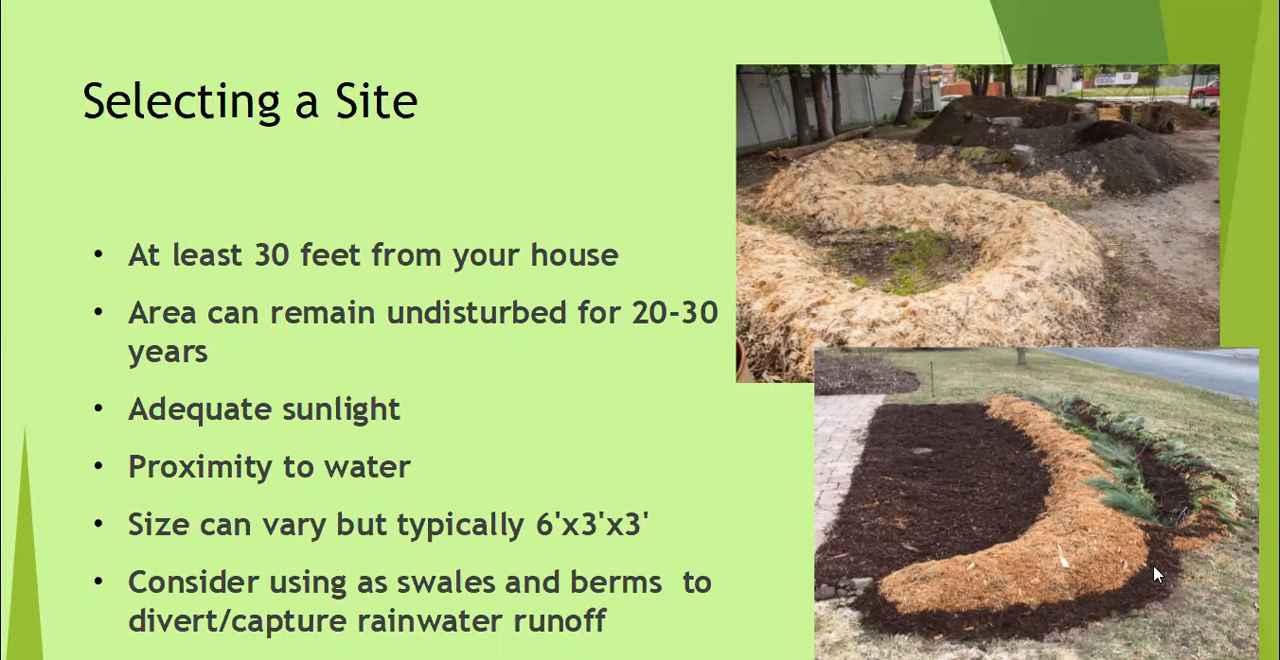 Selecting a Site
• At least 30 feet from your house
• Area can remain undisturbed for 20-30
years
• Adequate sunlight
• Proximity to water
• Size can vary but typically 6'x3'x3'
• Consider using as swales and berms  to
divert/capture rainwater runoff